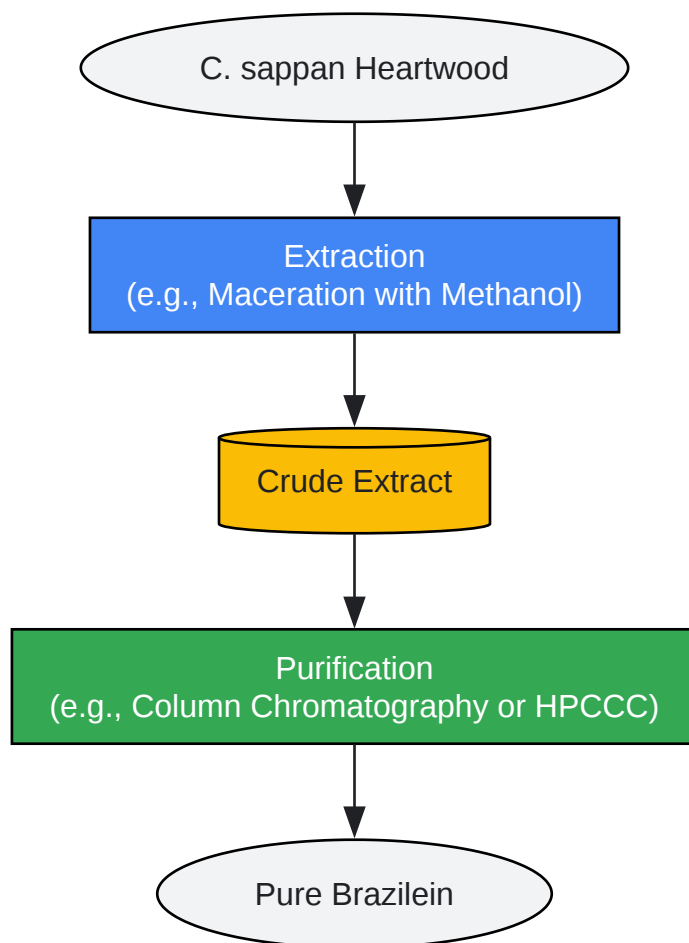 C. sappan Heartwood
Extraction
(e.g., Maceration with Methanol)
Crude Extract
Purification
(e.g., Column Chromatography or HPCCC)
Pure Brazilein